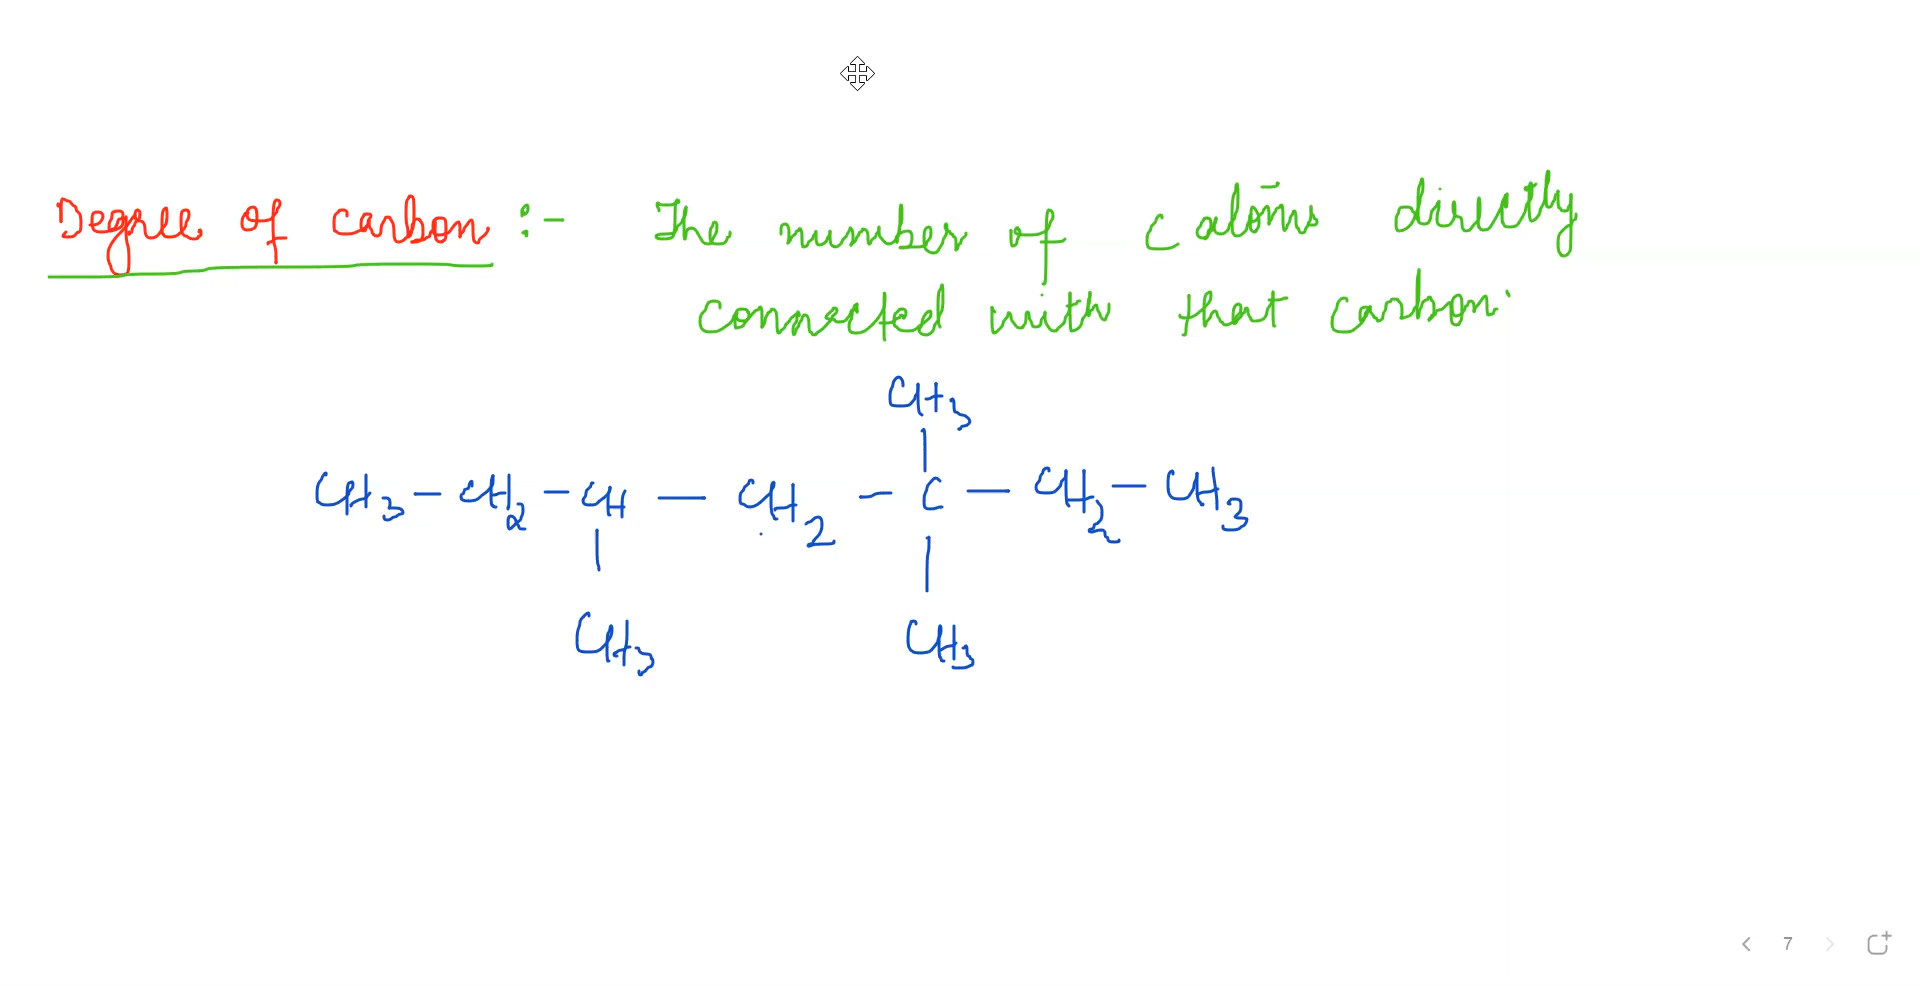 Degree of carbon :- The number of C atoms directly
connected with that carbon.
CH3
CH3 - CH2 - CH - CH2 - C - CH2 - CH3
CH3 CH3
7